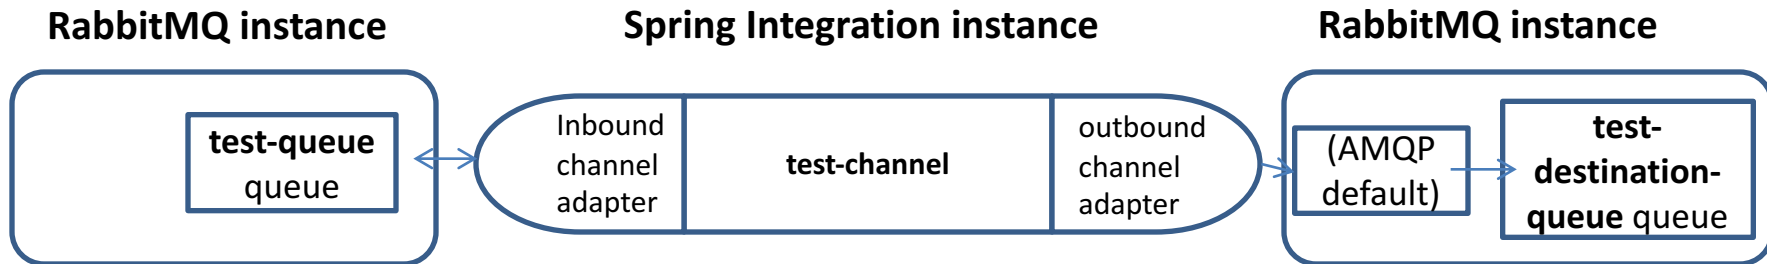 RabbitMQ instance
Spring Integration instance
RabbitMQ instance
test-queue
queue
Inbound
channel
adapter
test-channel
outbound
channel
adapter
(AMQP
default)
test-
destination-
queue queue